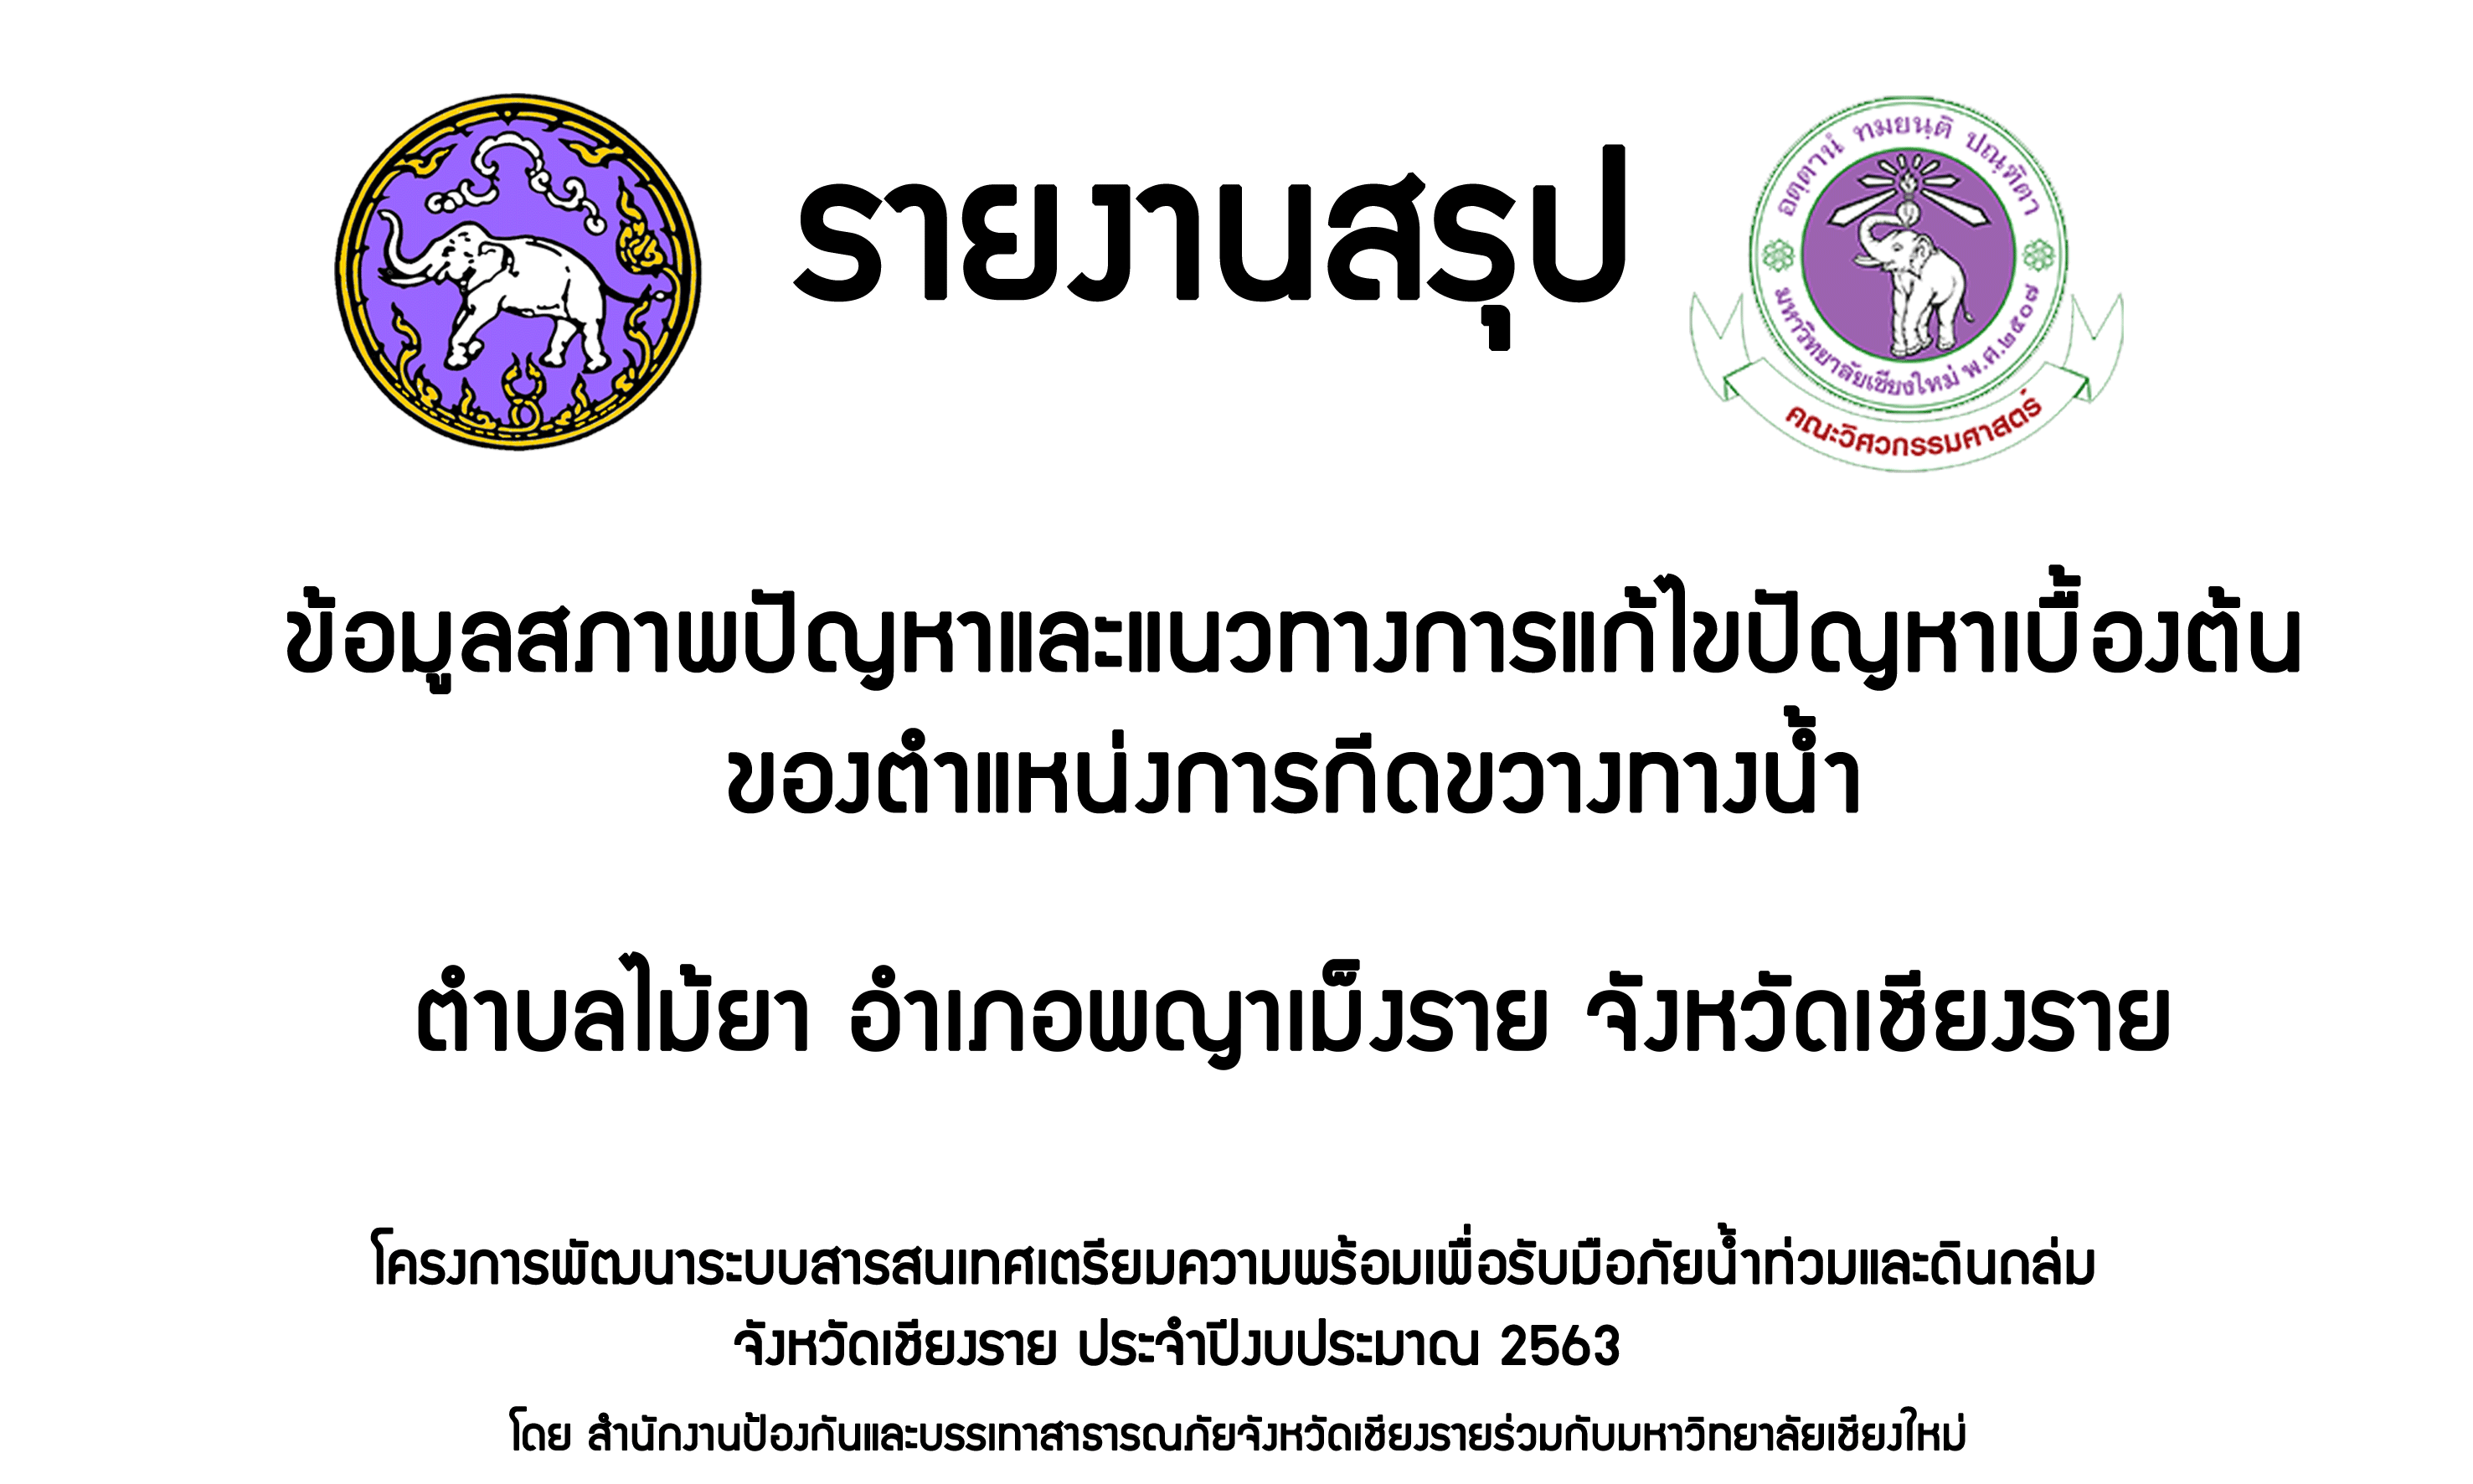 รายงานสรุป
อตฺตานํ ทมยนฺติ ปณฺฑิตา
มหาวิทยาลัยเชียงใหม่ พ.ศ.๒๕๐๗
คณะวิศวกรรมศาสตร์
ข้อมูลสภาพปัญหาและแนวทางการแก้ไขปัญหาเบื้องต้น
ของตำแหน่งการกีดขวางทางน้ำ
ตำบลไม้ยา อำเภอพญาเม็งราย จังหวัดเชียงราย
โครงการพัฒนาระบบสารสนเทศเตรียมความพร้อมเพื่อรับมือภัยน้ำท่วมและดินถล่ม
จังหวัดเชียงราย ประจำปีงบประมาณ 2563
โดย สำนักงานป้องกันและบรรเทาสาธารณภัยจังหวัดเชียงรายร่วมกับมหาวิทยาลัยเชียงใหม่